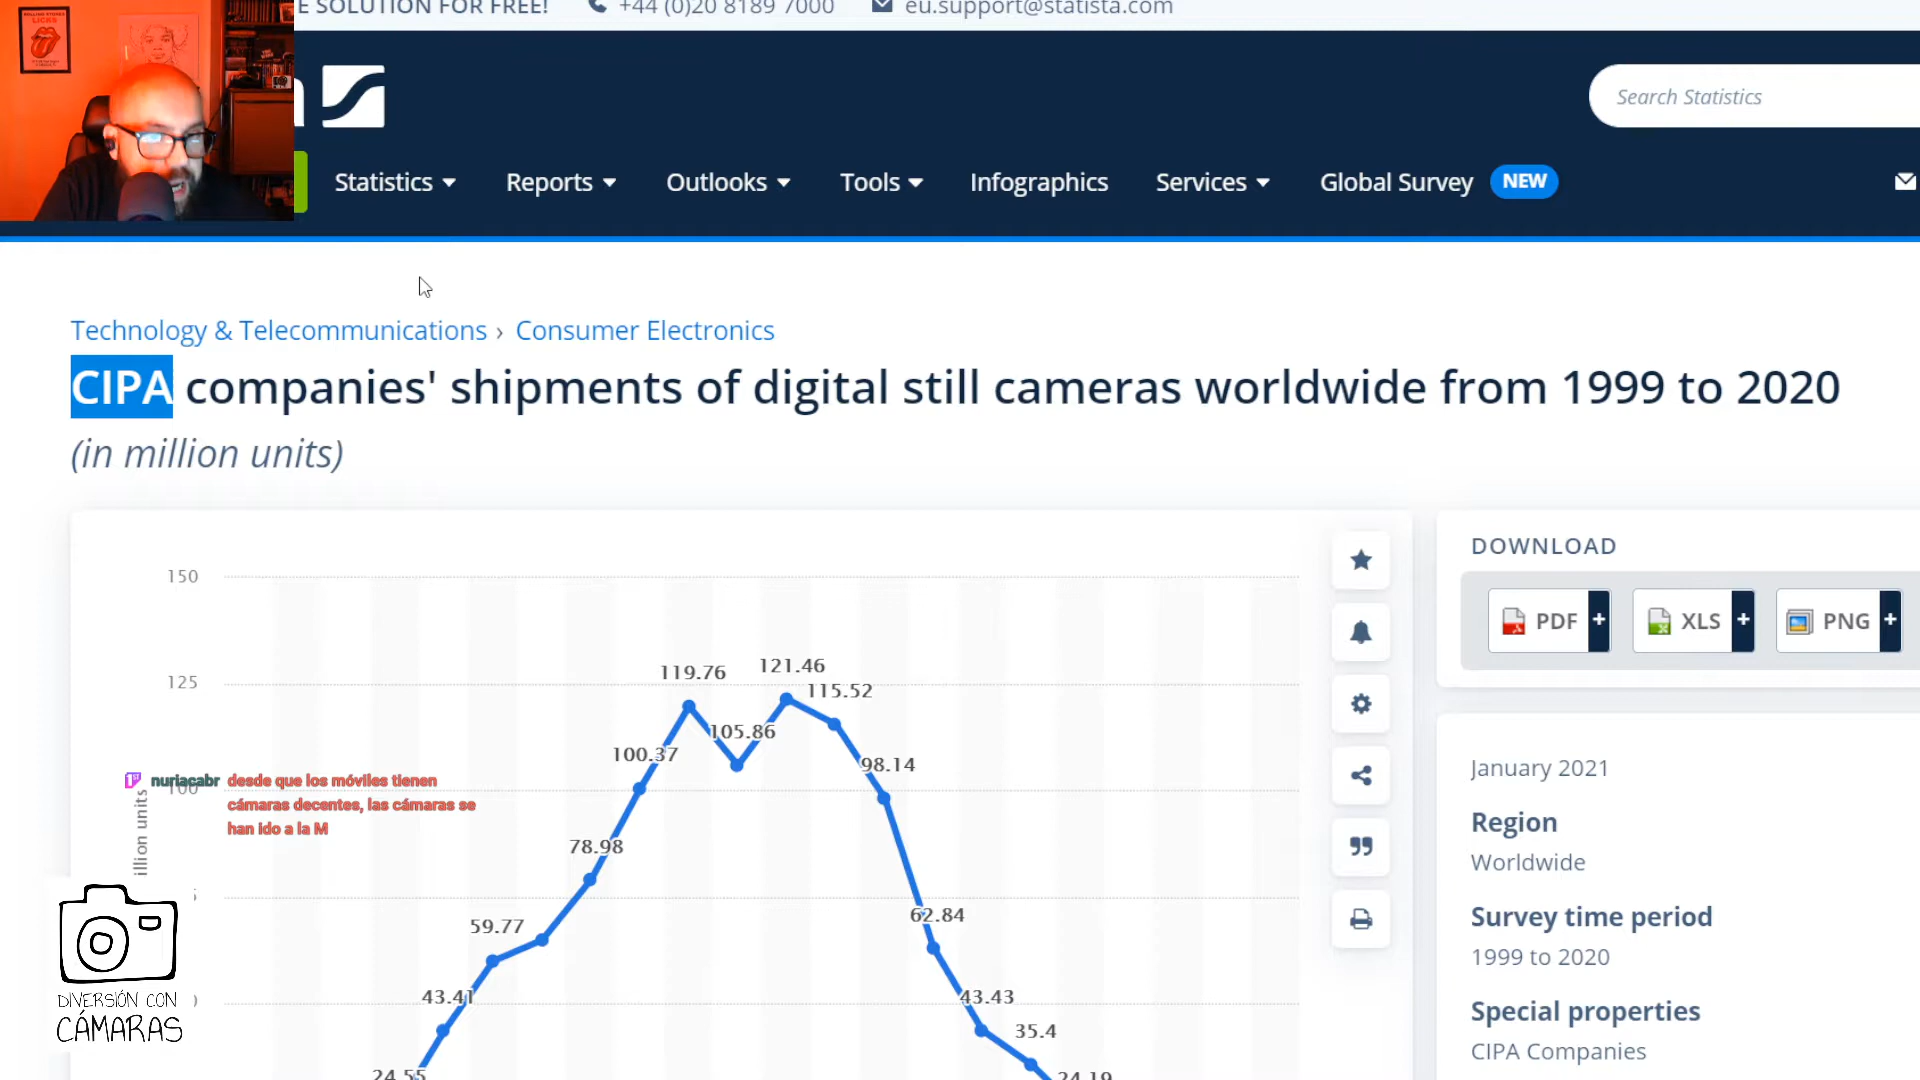 E SOLUTION FOR FREE! +44 (0)20 8189 7000 eu.support@statista.com
LICKS
Search Statistics
Statistics Reports Outlooks Tools Infographics Services Global Survey NEW
Technology & Telecommunications › Consumer Electronics
CIPA companies' shipments of digital still cameras worldwide from 1999 to 2020
(in million units)
DOWNLOAD
PDF + XLS + PNG +
150
125
100
119.76
121.46
115.52
105.86
100.37
98.14
78.98
62.84
59.77
43.41
43.43
35.4
24.55
24.19
illion units
nuriacabr desde que los móviles tienen
cámaras decentes, las cámaras se
han ido a la M
DIVERSIÓN CON
CÁMARAS
January 2021
Region
Worldwide
Survey time period
1999 to 2020
Special properties
CIPA Companies